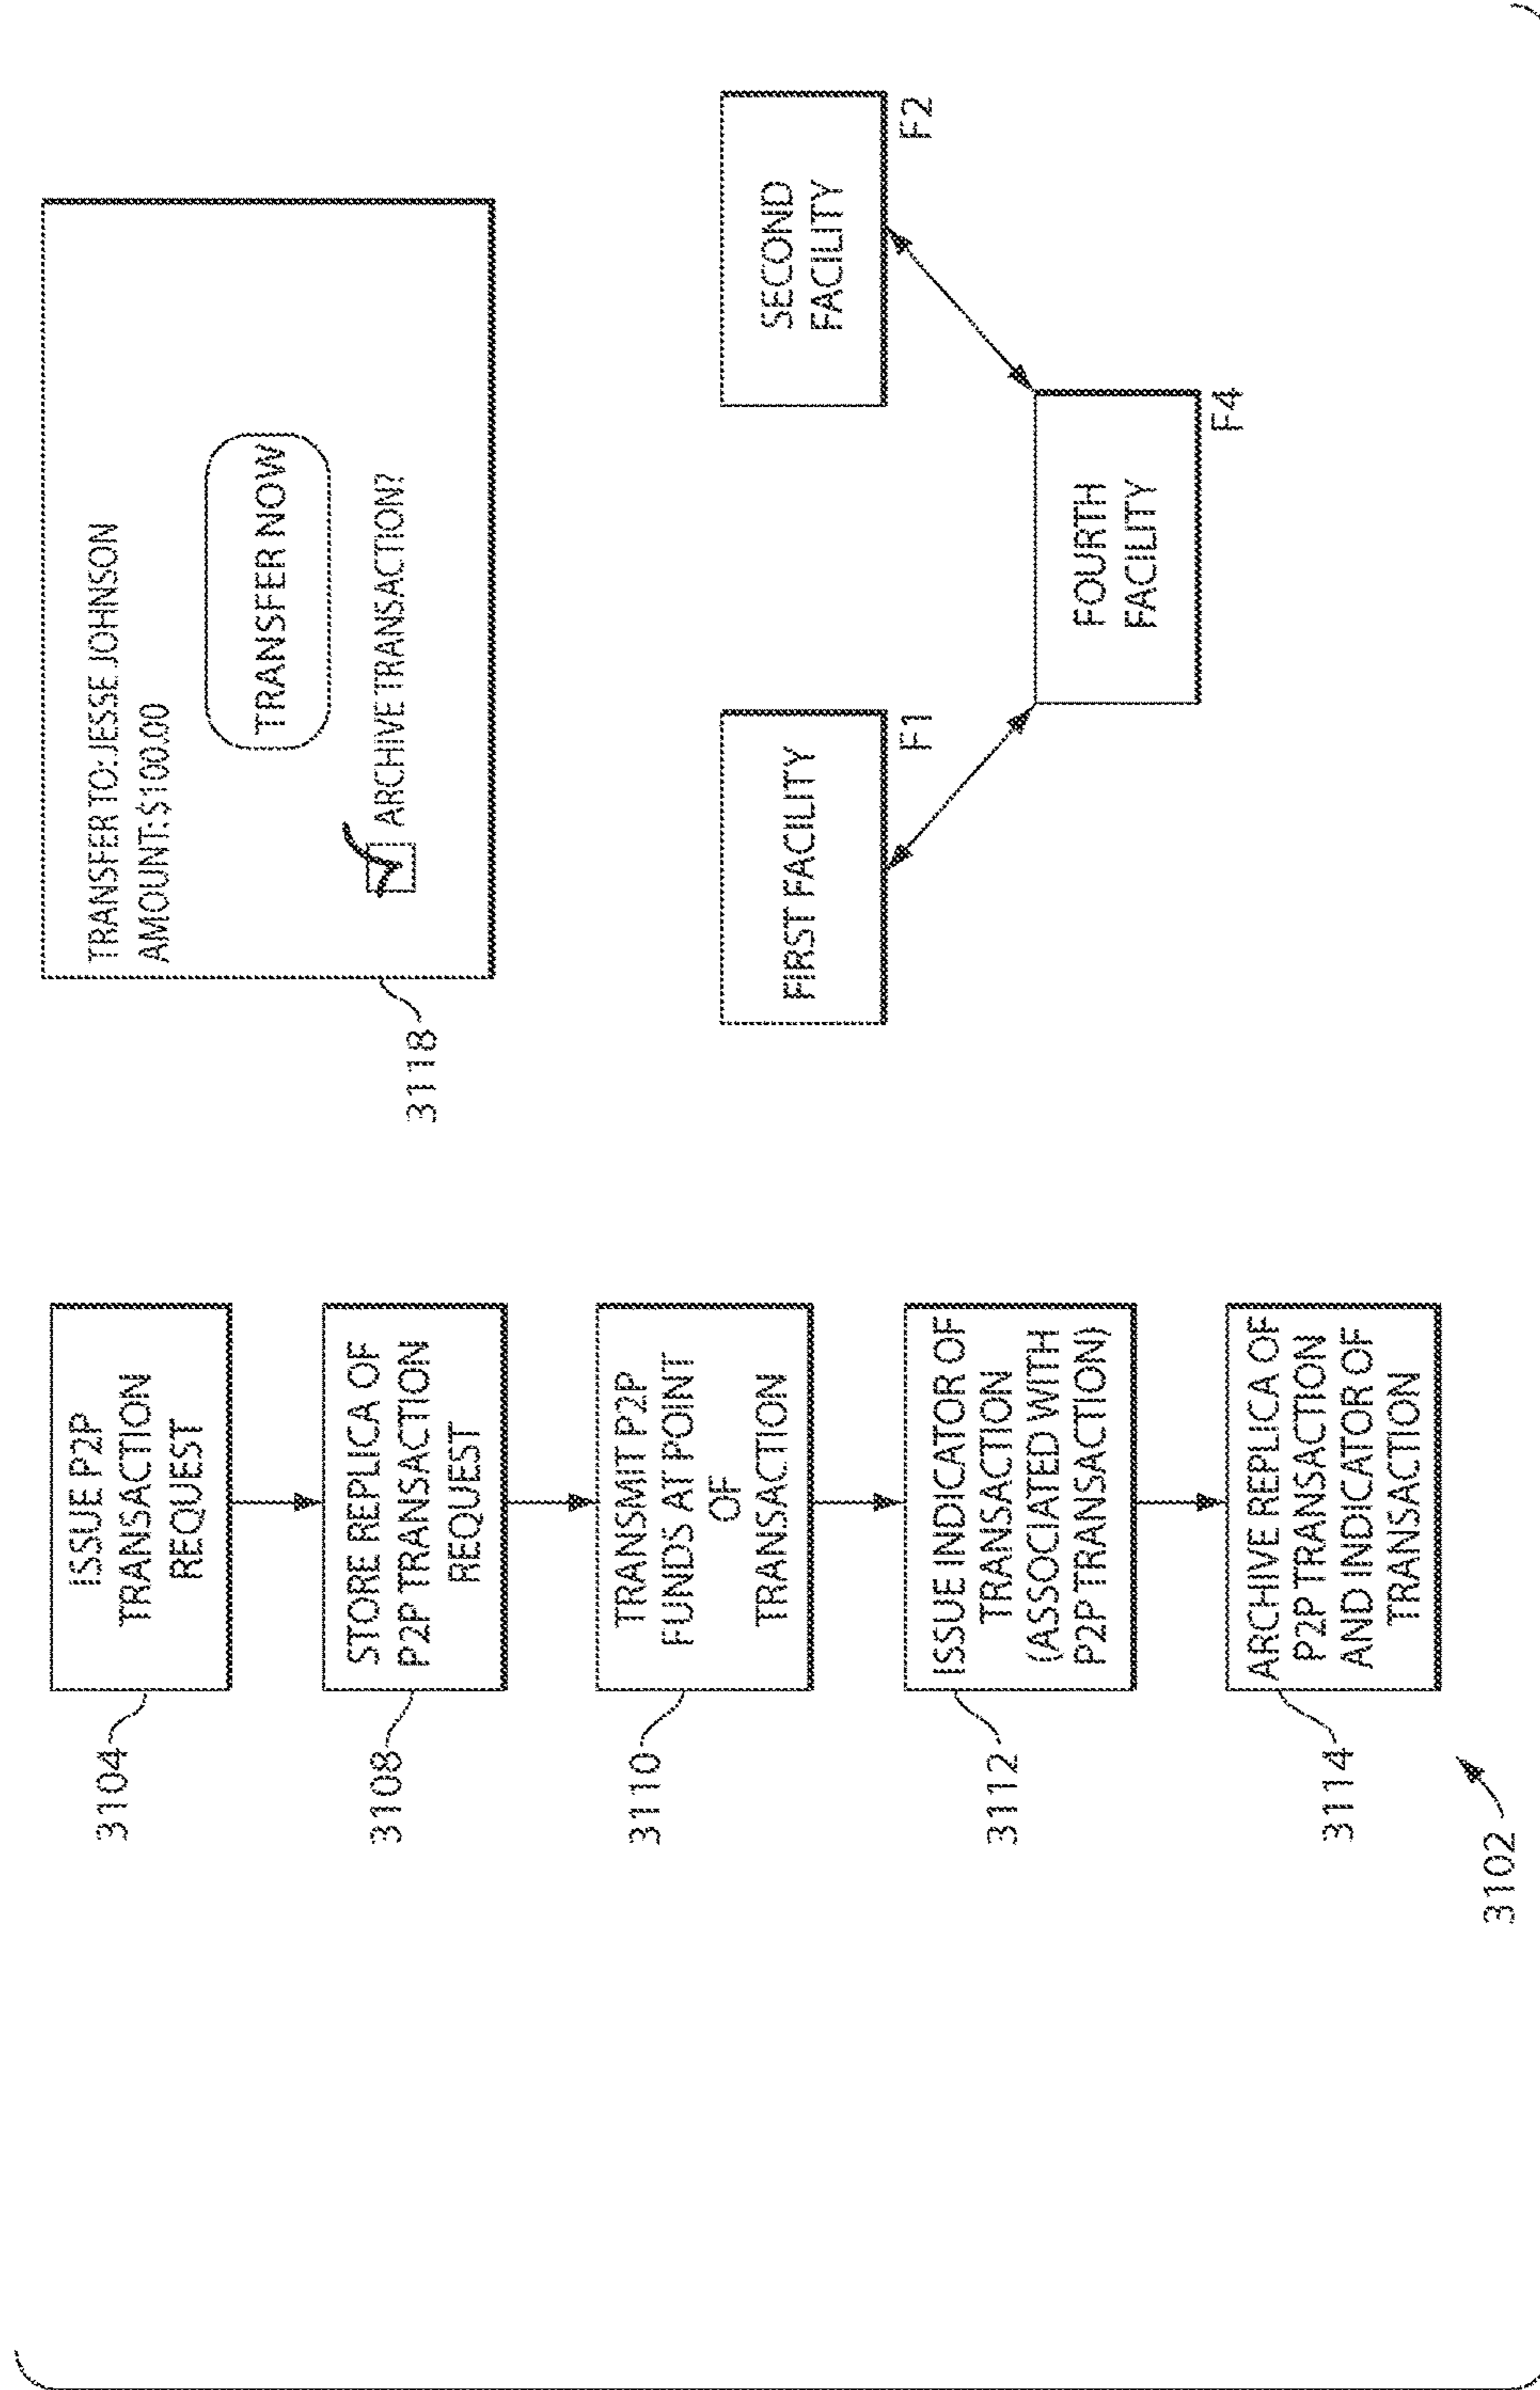 3104
ISSUE P2P
TRANSACTION
REQUEST
3108
STORE REPLICA OF
P2P TRANSACTION
REQUEST
3110
TRANSMIT P2P
FUNDS AT POINT
OF
TRANSACTION
3112
ISSUE INDICATOR OF
TRANSACTION
(ASSOCIATED WITH
P2P TRANSACTION)
3114
ARCHIVE REPLICA OF
P2P TRANSACTION
AND INDICATOR OF
TRANSACTION
3102
TRANSFER TO: JESSE JOHNSON
AMOUNT: $100.00
TRANSFER NOW
ARCHIVE TRANSACTION?
3118
FIRST FACILITY
F1
SECOND
FACILITY
F2
FOURTH
FACILITY
F4